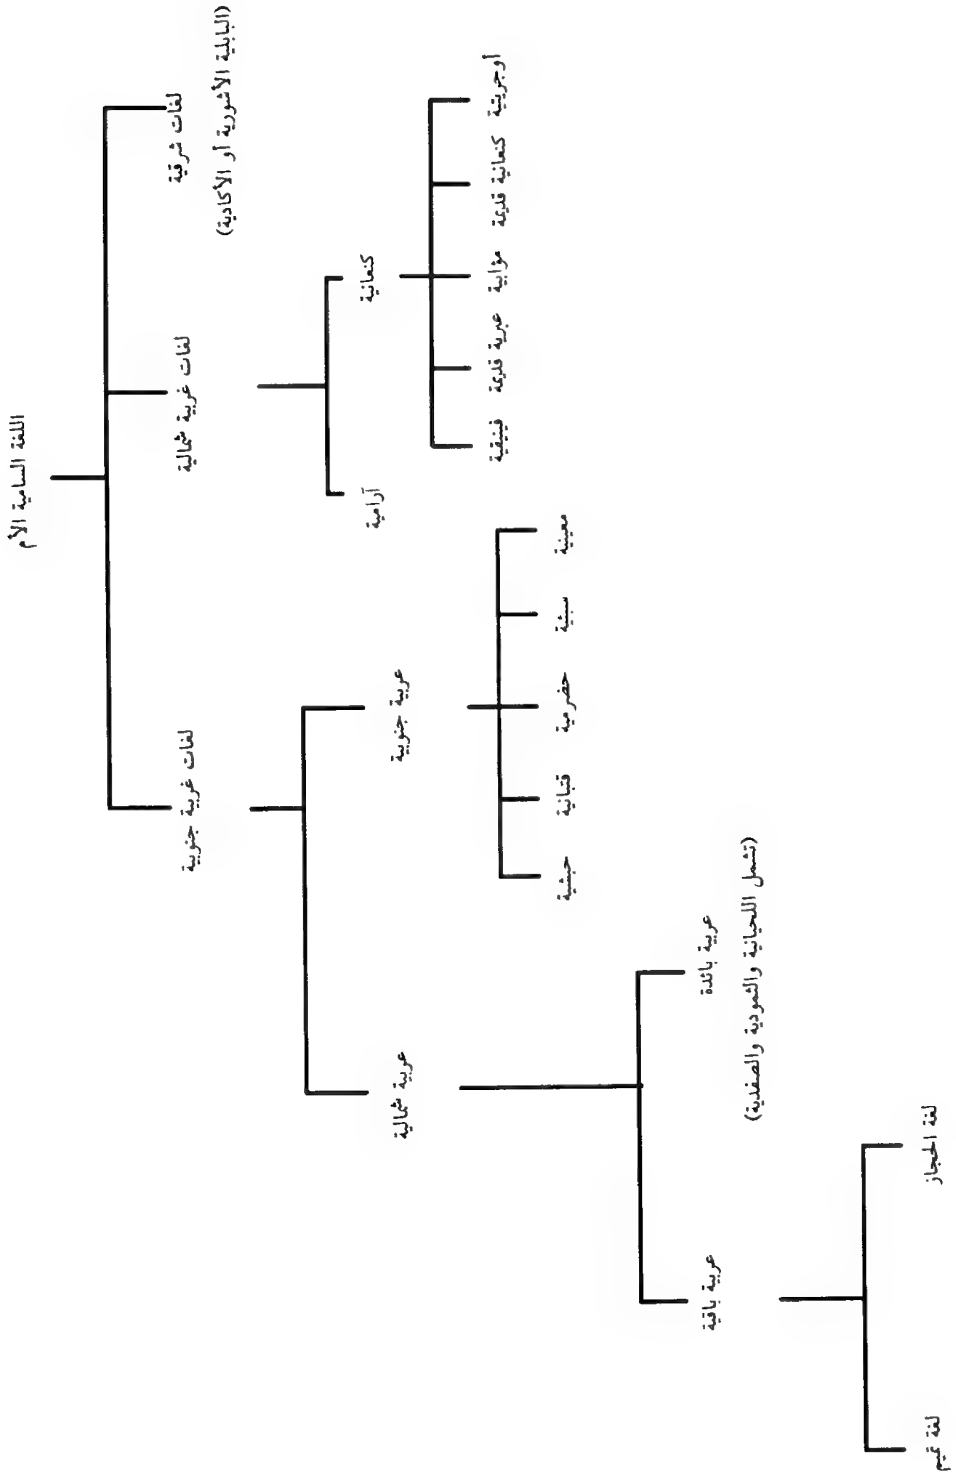 اللغة السامية الأم
لغات شرقية
(البابلية الأشورية أو الأكادية)
لغات غربية شمالية
لغات غربية جنوبية
كنعانية
آرامية
أوجريتية
كنعانية قديمة
مؤابية
عبرية قديمة
فينيقية
عربية جنوبية
عربية شمالية
معينية
سبئية
حضرمية
قتبانية
حبشية
عربية بائدة
(تشمل اللحيانية والثمودية والصفدية)
عربية باقية
لغة الحجاز
لغة تميم